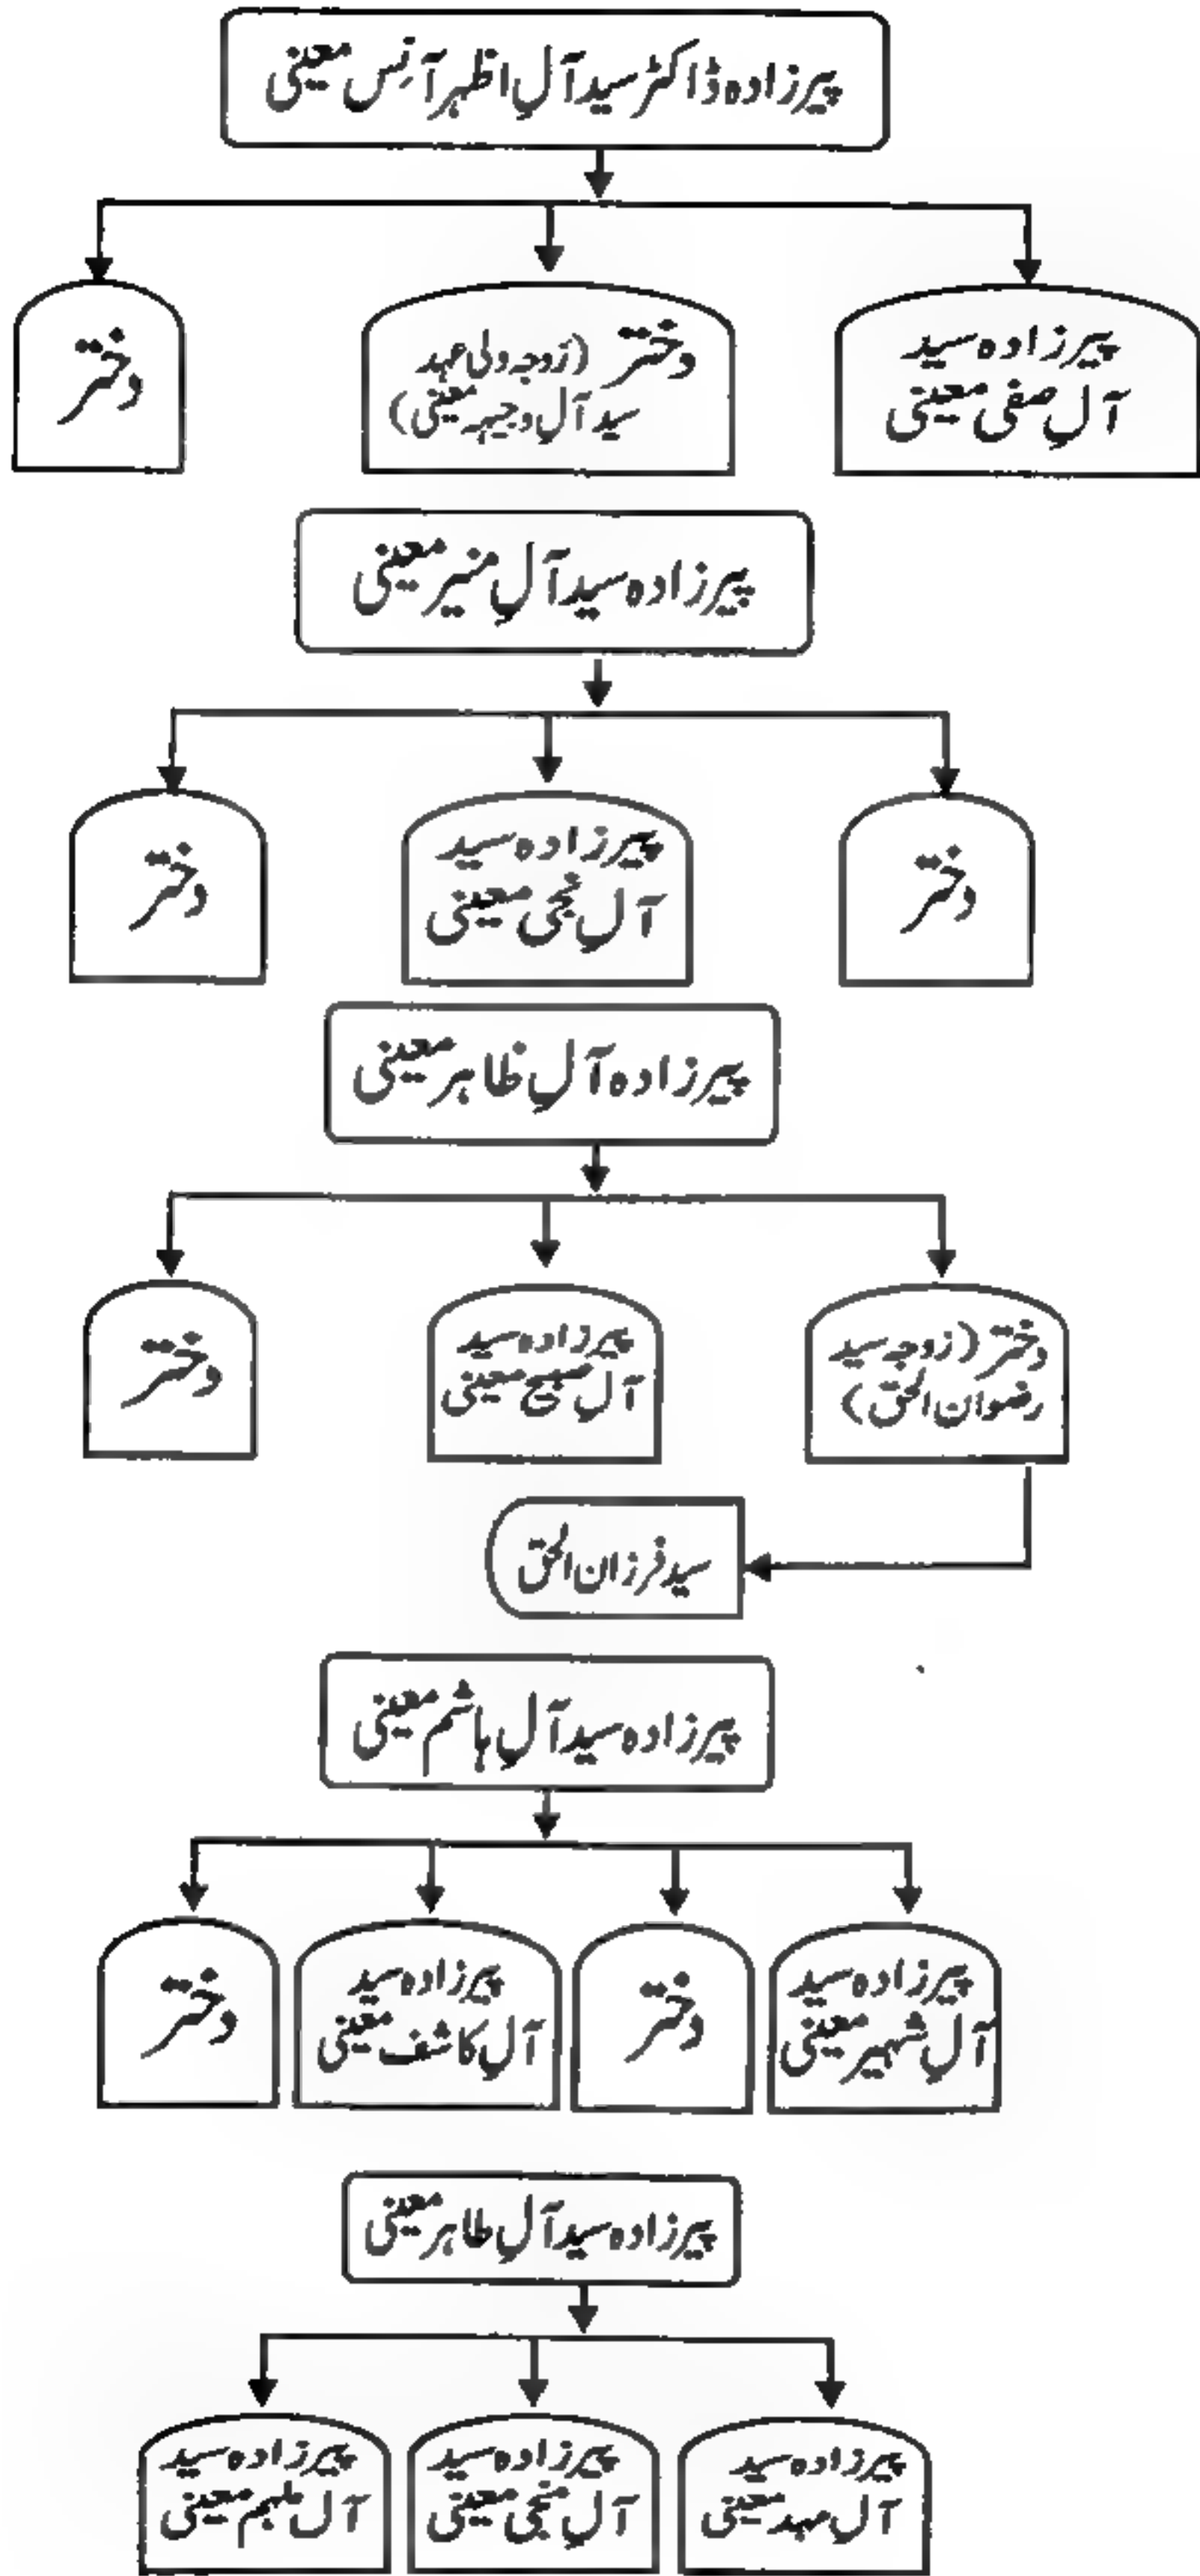 پیرزادہ ڈاکٹر سید آلِ اظہر آنِس معینی
پیرزادہ سید
آلِ صفی معینی
دختر (زوجہ ولی عہد
سید آلِ وجیہہ معینی)
دختر
پیرزادہ سید آلِ منیر معینی
دختر
پیرزادہ سید
آلِ نجی معینی
دختر
پیرزادہ آلِ ظاہر معینی
دختر (زوجہ سید
رضوان الحق)
پیرزادہ سید
آلِ صبیح معینی
دختر
سید فرزان الحق
پیرزادہ سید آلِ ہاشم معینی
پیرزادہ سید
آلِ شہیر معینی
دختر
پیرزادہ سید
آلِ کاشف معینی
دختر
پیرزادہ سید آلِ طاہر معینی
پیرزادہ سید
آلِ مہد معینی
پیرزادہ سید
آلِ منجی معینی
پیرزادہ سید
آل ملہم معینی